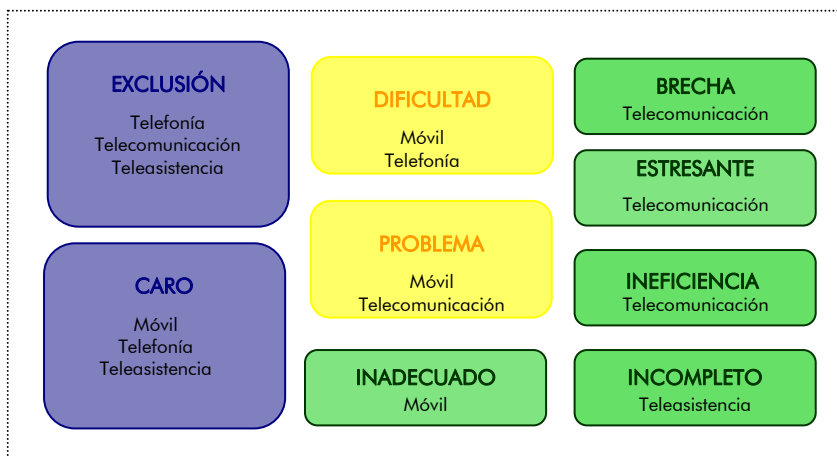 EXCLUSIÓN
Telefonía
Telecomunicación
Teleasistencia
CARO
Móvil
Telefonía
Teleasistencia
DIFICULTAD
Móvil
Telefonía
PROBLEMA
Móvil
Telecomunicación
INADECUADO
Móvil
BRECHA
Telecomunicación
ESTRESANTE
Telecomunicación
INEFICIENCIA
Telecomunicación
INCOMPLETO
Teleasistencia